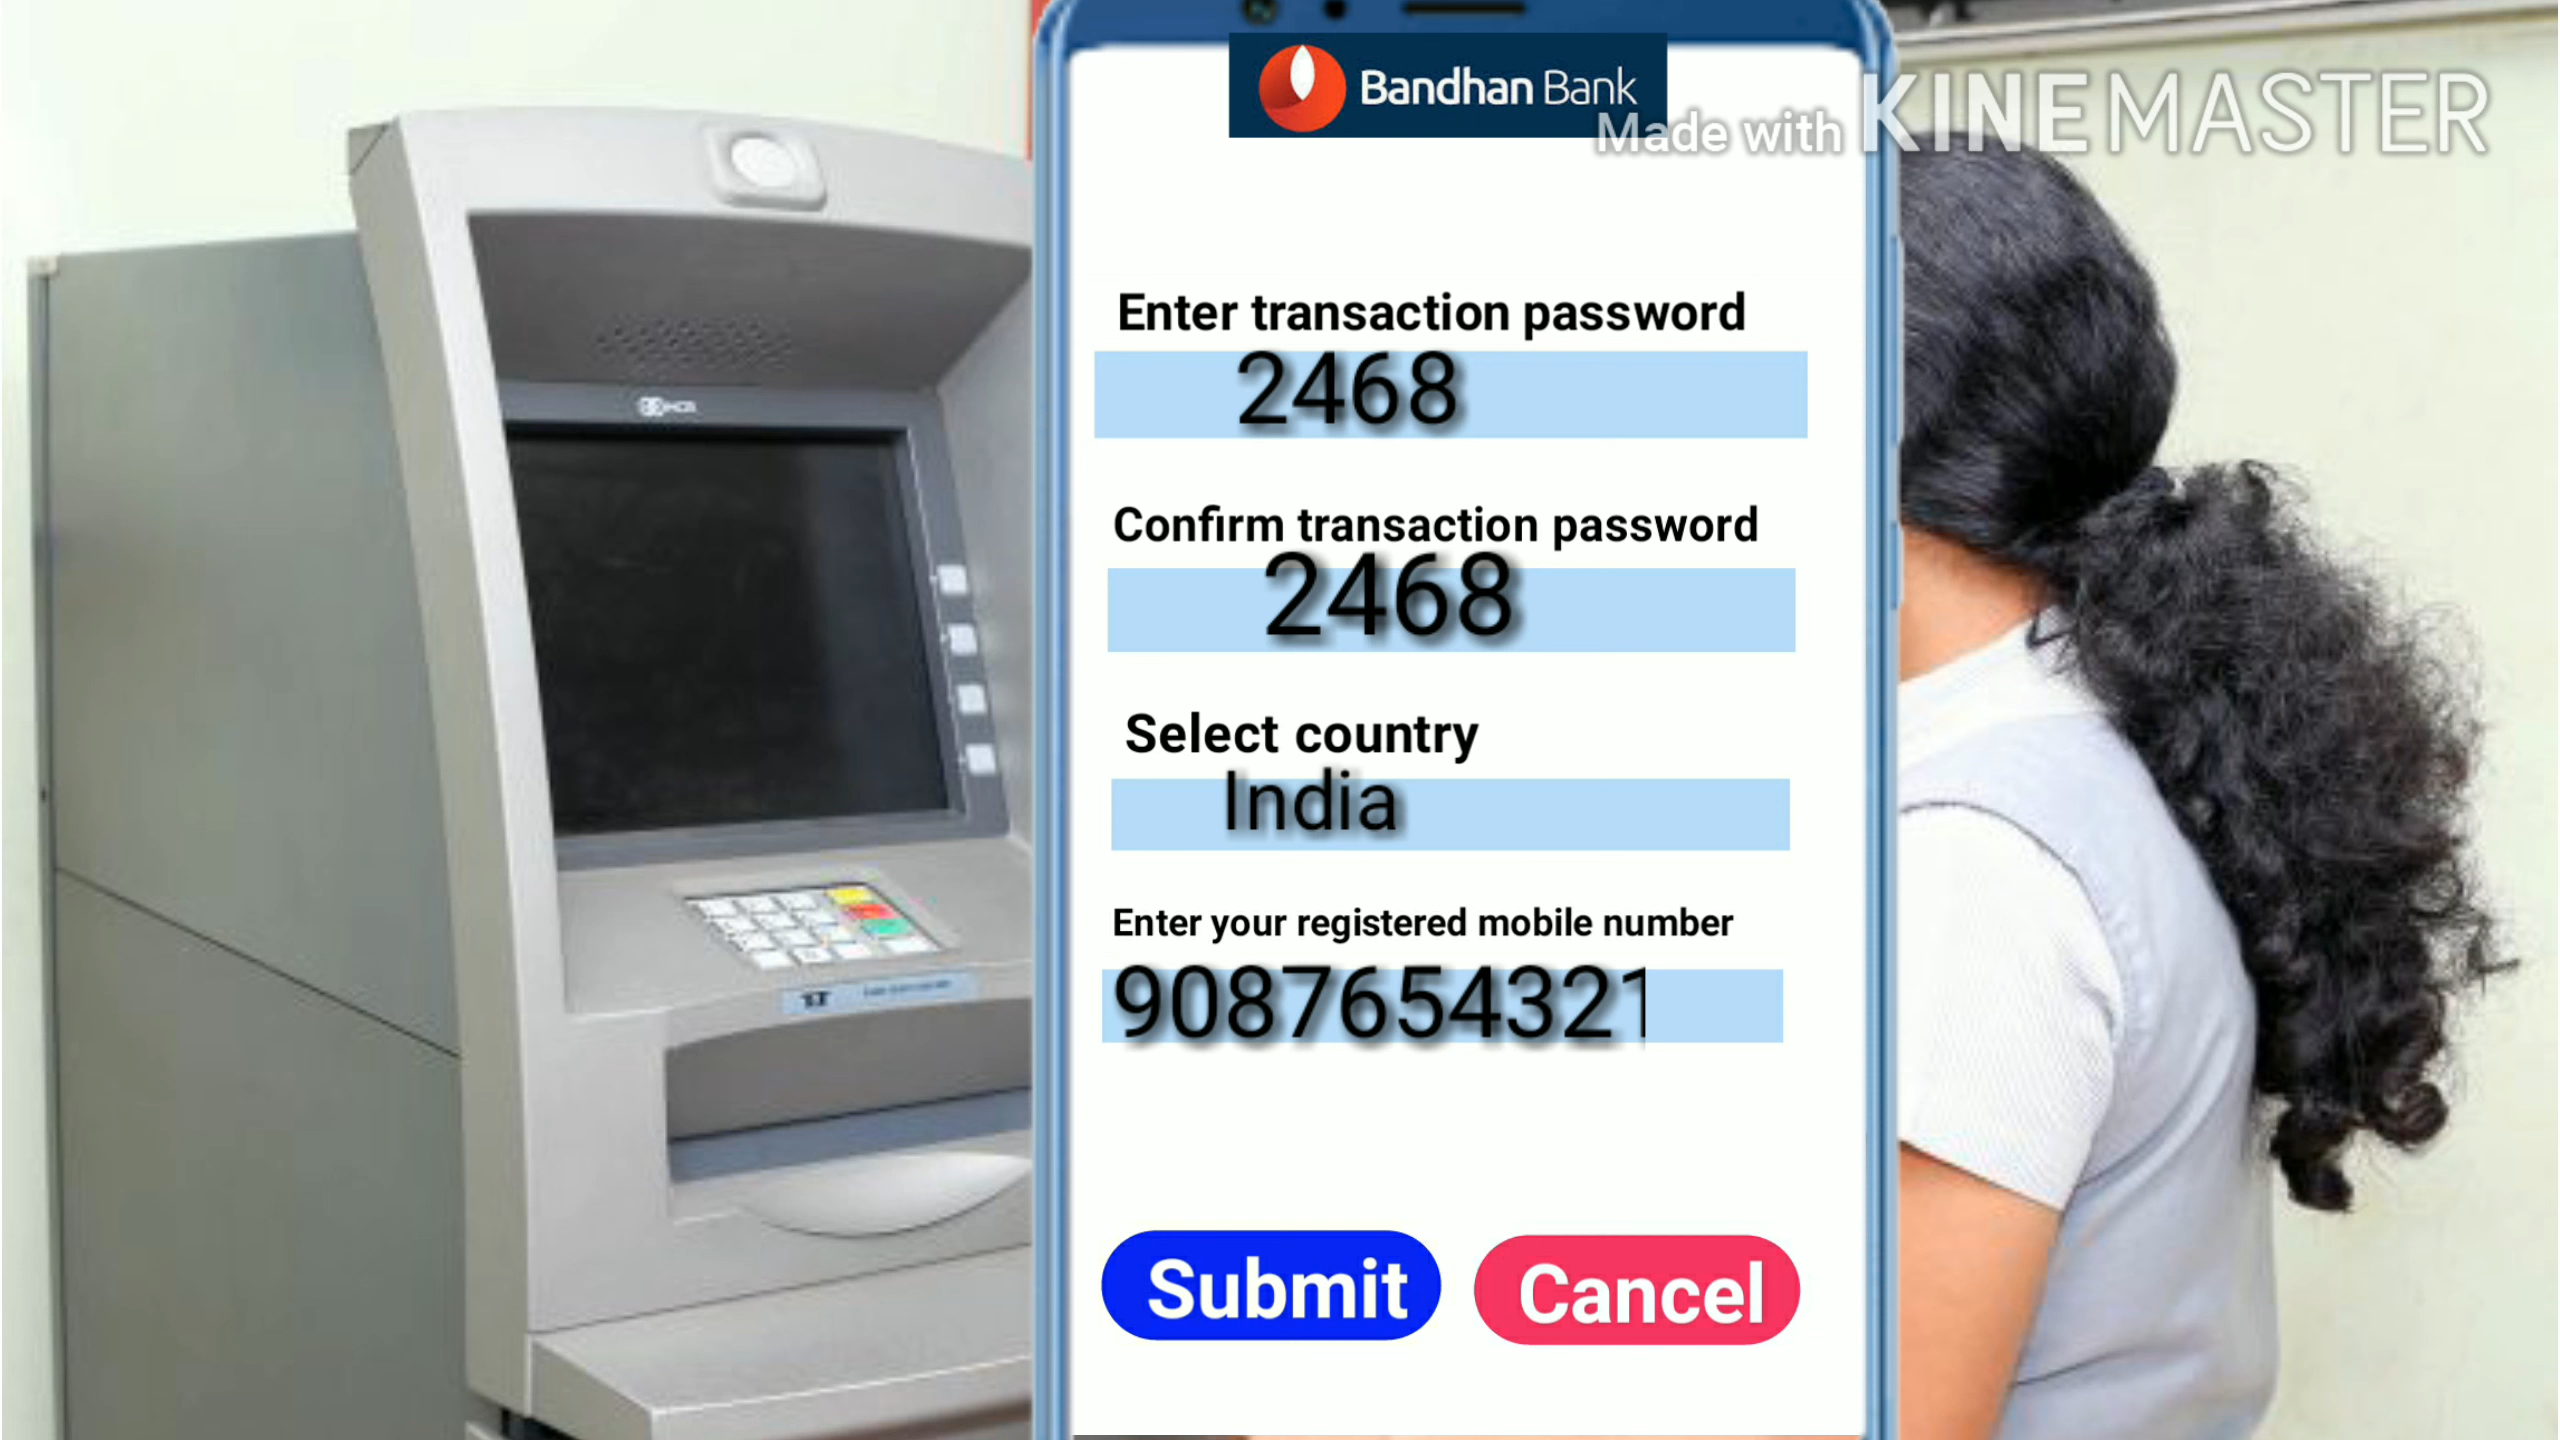 Bandhan Bank
Made with KINEMASTER
Enter transaction password
2468
Confirm transaction password
2468
Select country
India
Enter your registered mobile number
9087654321
Submit
Cancel